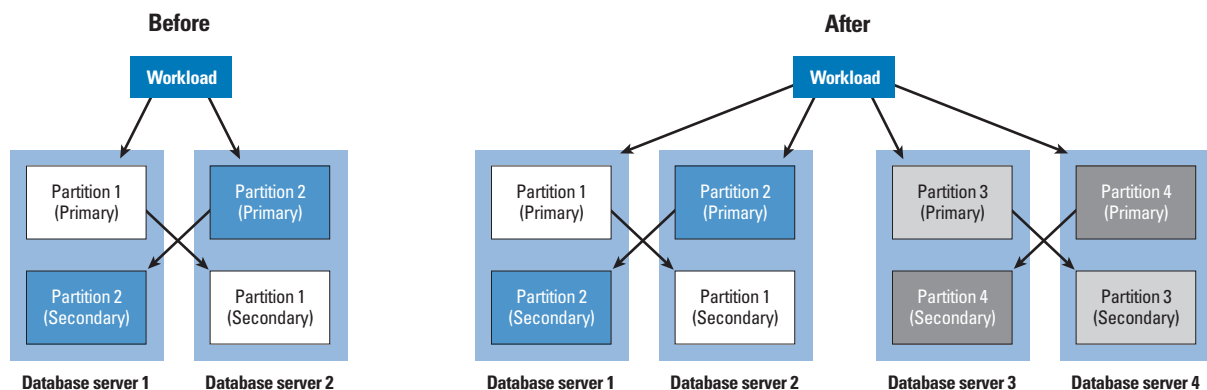 Before
Workload
Partition 1
(Primary)
Partition 2
(Primary)
Partition 2
(Secondary)
Partition 1
(Secondary)
Database server 1
Database server 2
After
Workload
Partition 1
(Primary)
Partition 2
(Primary)
Partition 3
(Primary)
Partition 4
(Primary)
Partition 2
(Secondary)
Partition 1
(Secondary)
Partition 4
(Secondary)
Partition 3
(Secondary)
Database server 1
Database server 2
Database server 3
Database server 4